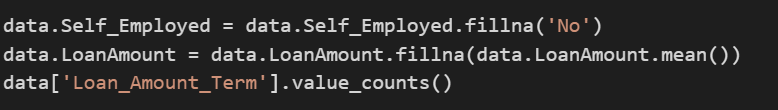 data.Self_Employed = data.Self_Employed.fillna('No')
data.LoanAmount = data.LoanAmount.fillna(data.LoanAmount.mean())
data['Loan_Amount_Term'].value_counts()